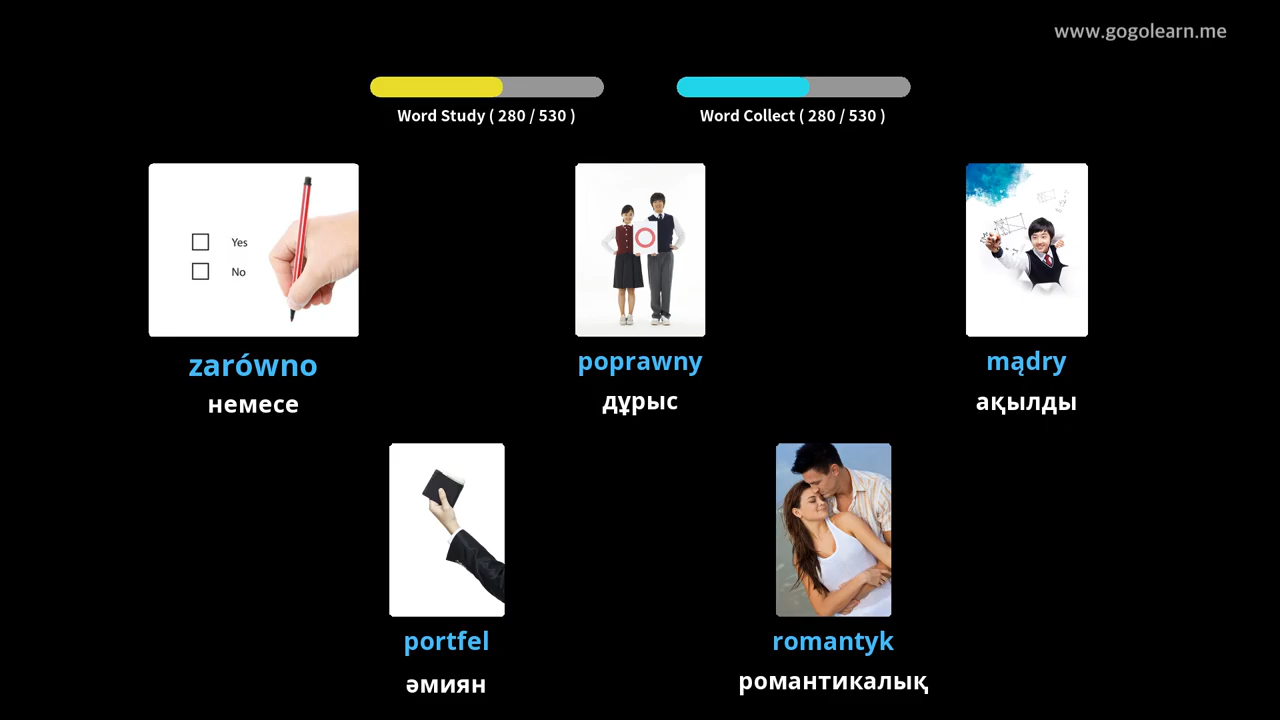 www.gogolearn.me
Word Study ( 280 / 530 )
Word Collect ( 280 / 530 )
Yes
No
zarówno
немесе
poprawny
дұрыс
mądry
ақылды
portfel
әмиян
romantyk
романтикалық